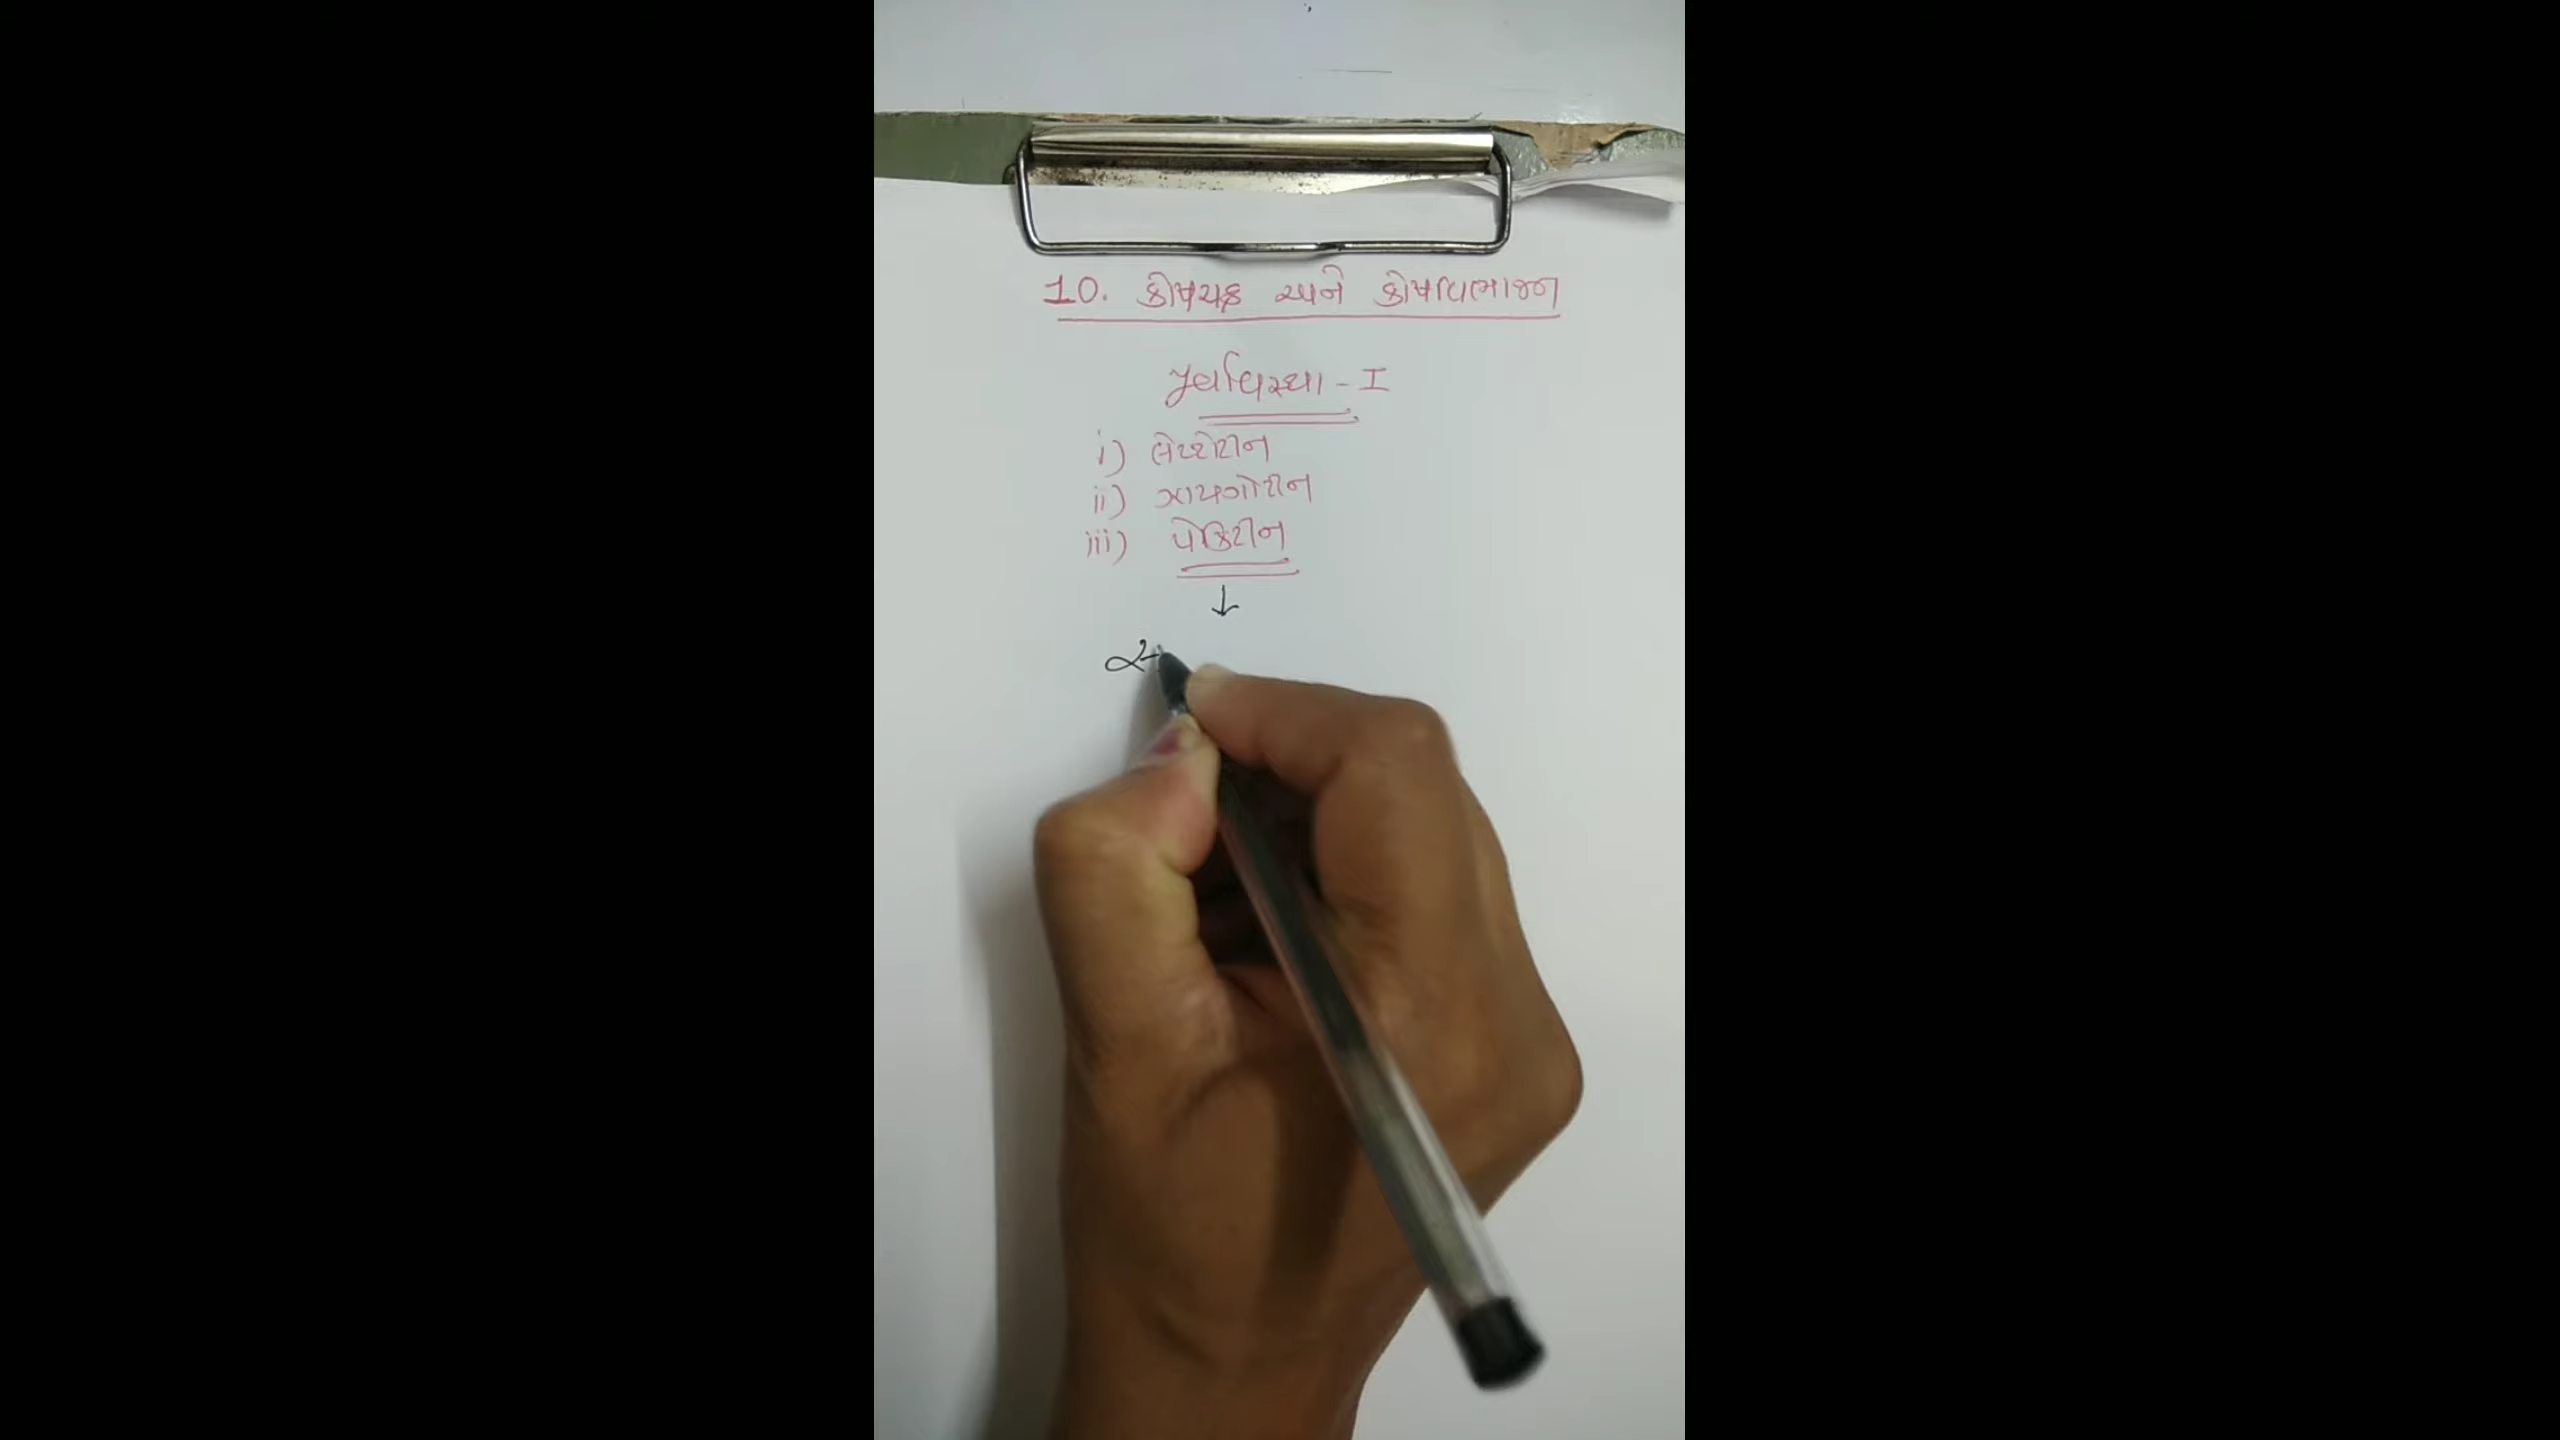 10. કોષચક્ર અને કોષવિભાજન
પૂર્વાવસ્થા - I
i) લેપ્ટોટીન
ii) ઝાયગોટીન
iii) પેકિટીન
↓